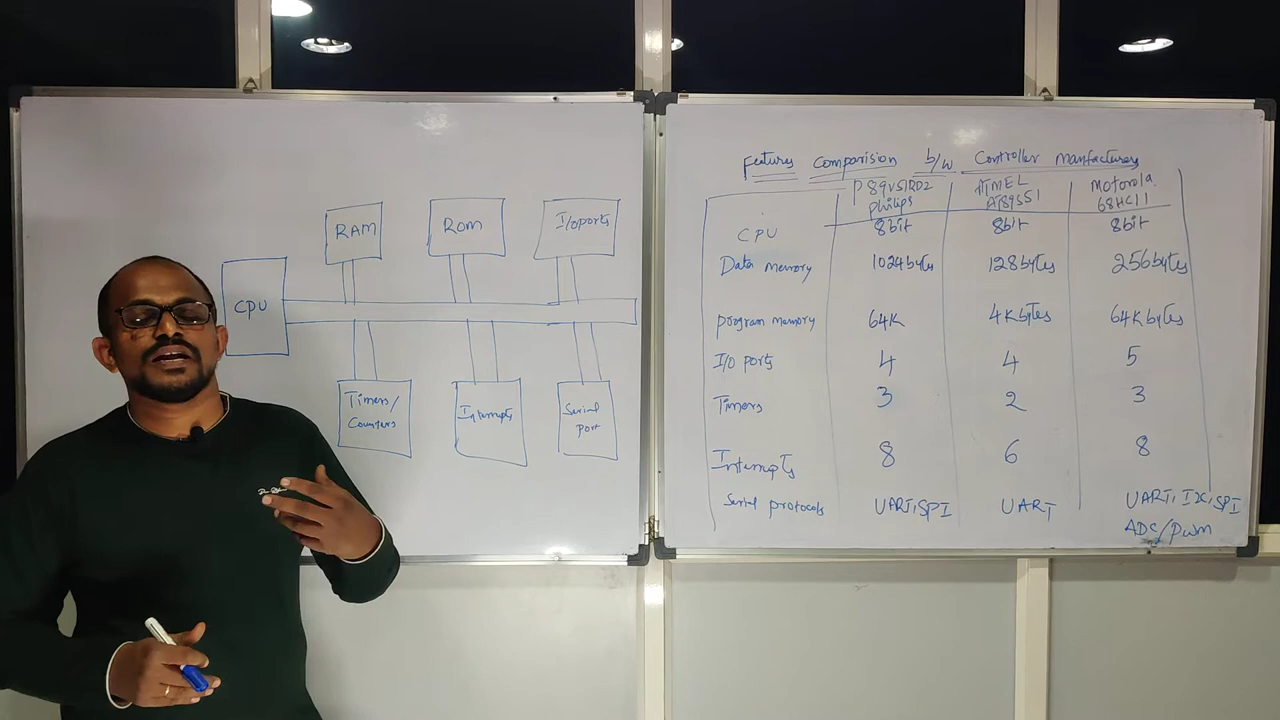 RAM
ROM
I/O ports
CPU
Timers/
Counters
Interrupts
Serial
port
Features Comparision b/w Controller Manfacturers
P89V51RD2
Philips
ATMEL
AT89S51
Motorola
68HC11
CPU 8bit 8bit 8bit
Data memory 1024bytes 128bytes 256bytes
Program memory 64K 4Kbytes 64Kbytes
I/O ports 4 4 5
Timers 3 2 3
Interrupts 8 6 8
Serial protocols UART, SPI UART UART, I2C, SPI
ADC/PWM